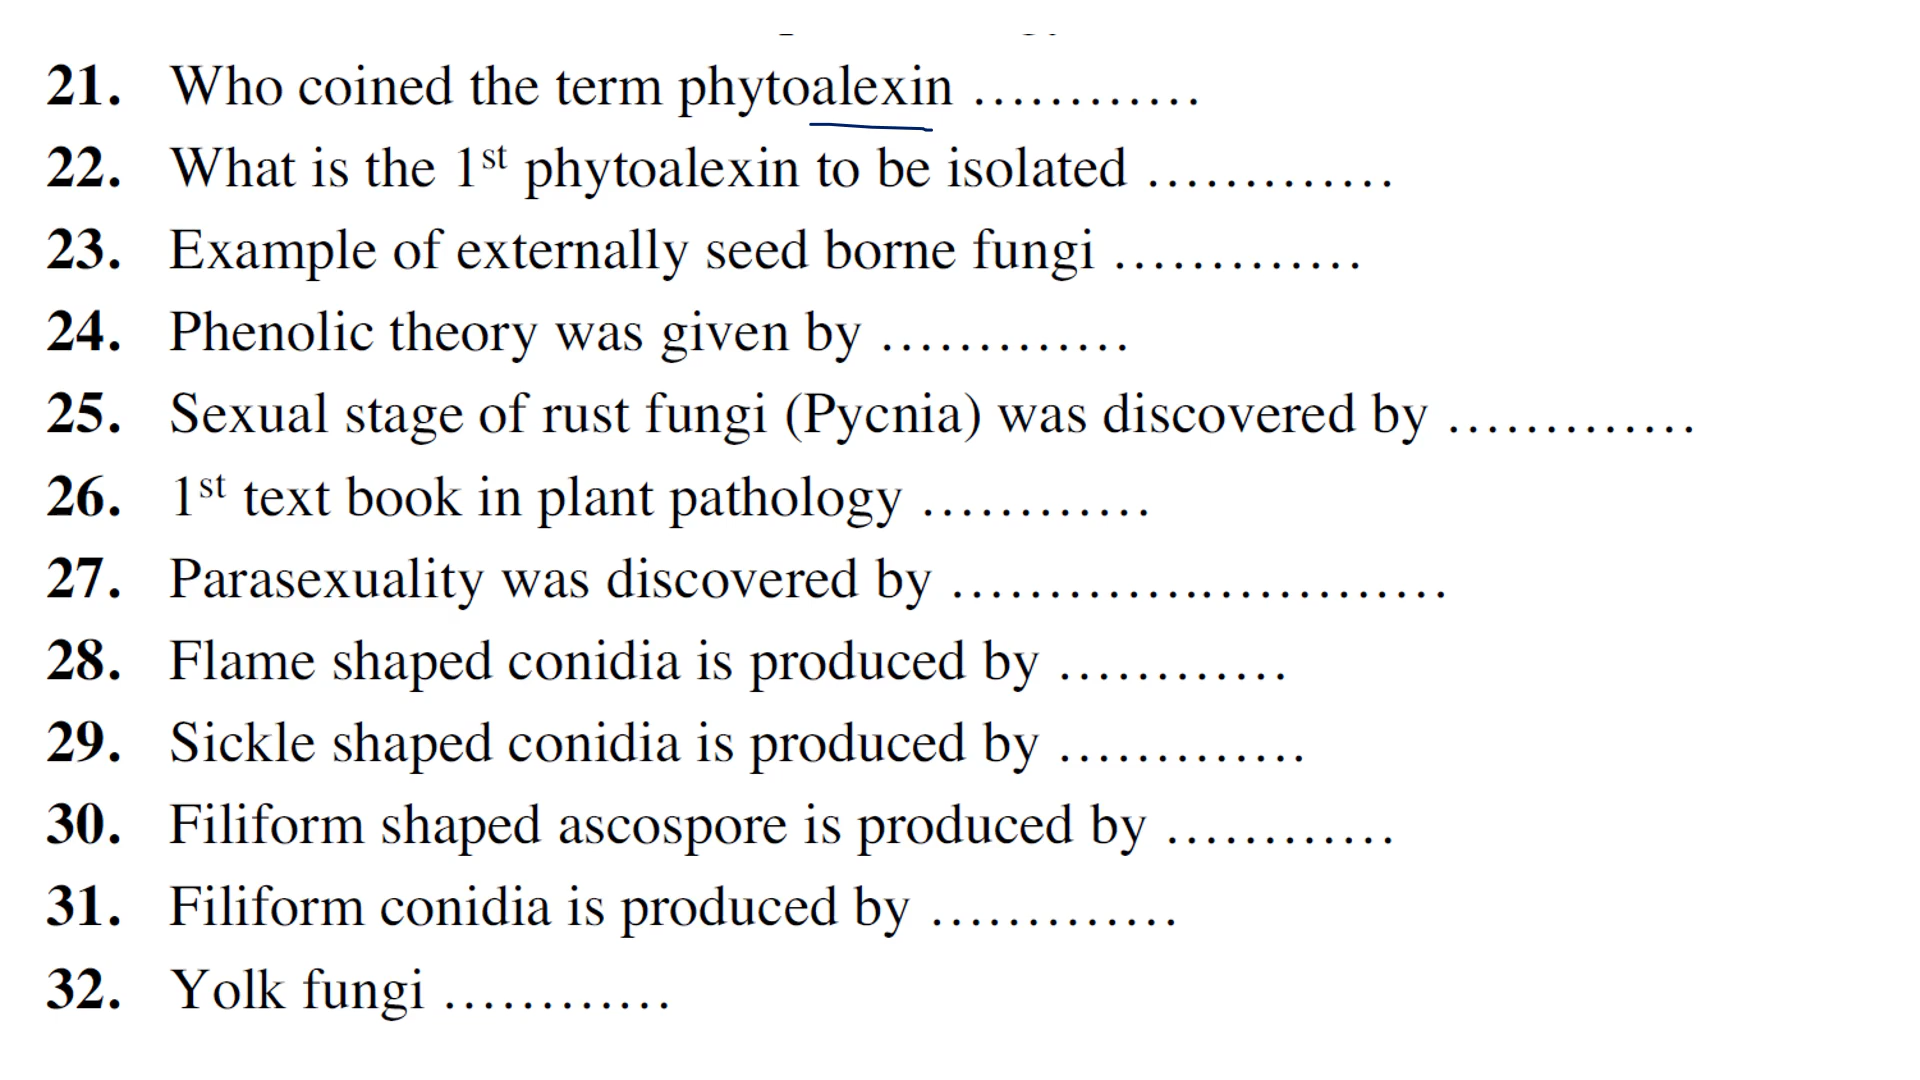 21. Who coined the term phytoalexin …………
22. What is the 1st phytoalexin to be isolated ………….
23. Example of externally seed borne fungi ………….
24. Phenolic theory was given by ………….
25. Sexual stage of rust fungi (Pycnia) was discovered by ………….
26. 1st text book in plant pathology …………
27. Parasexuality was discovered by …………..………….
28. Flame shaped conidia is produced by …………
29. Sickle shaped conidia is produced by ………….
30. Filiform shaped ascospore is produced by …………
31. Filiform conidia is produced by ………….
32. Yolk fungi …………